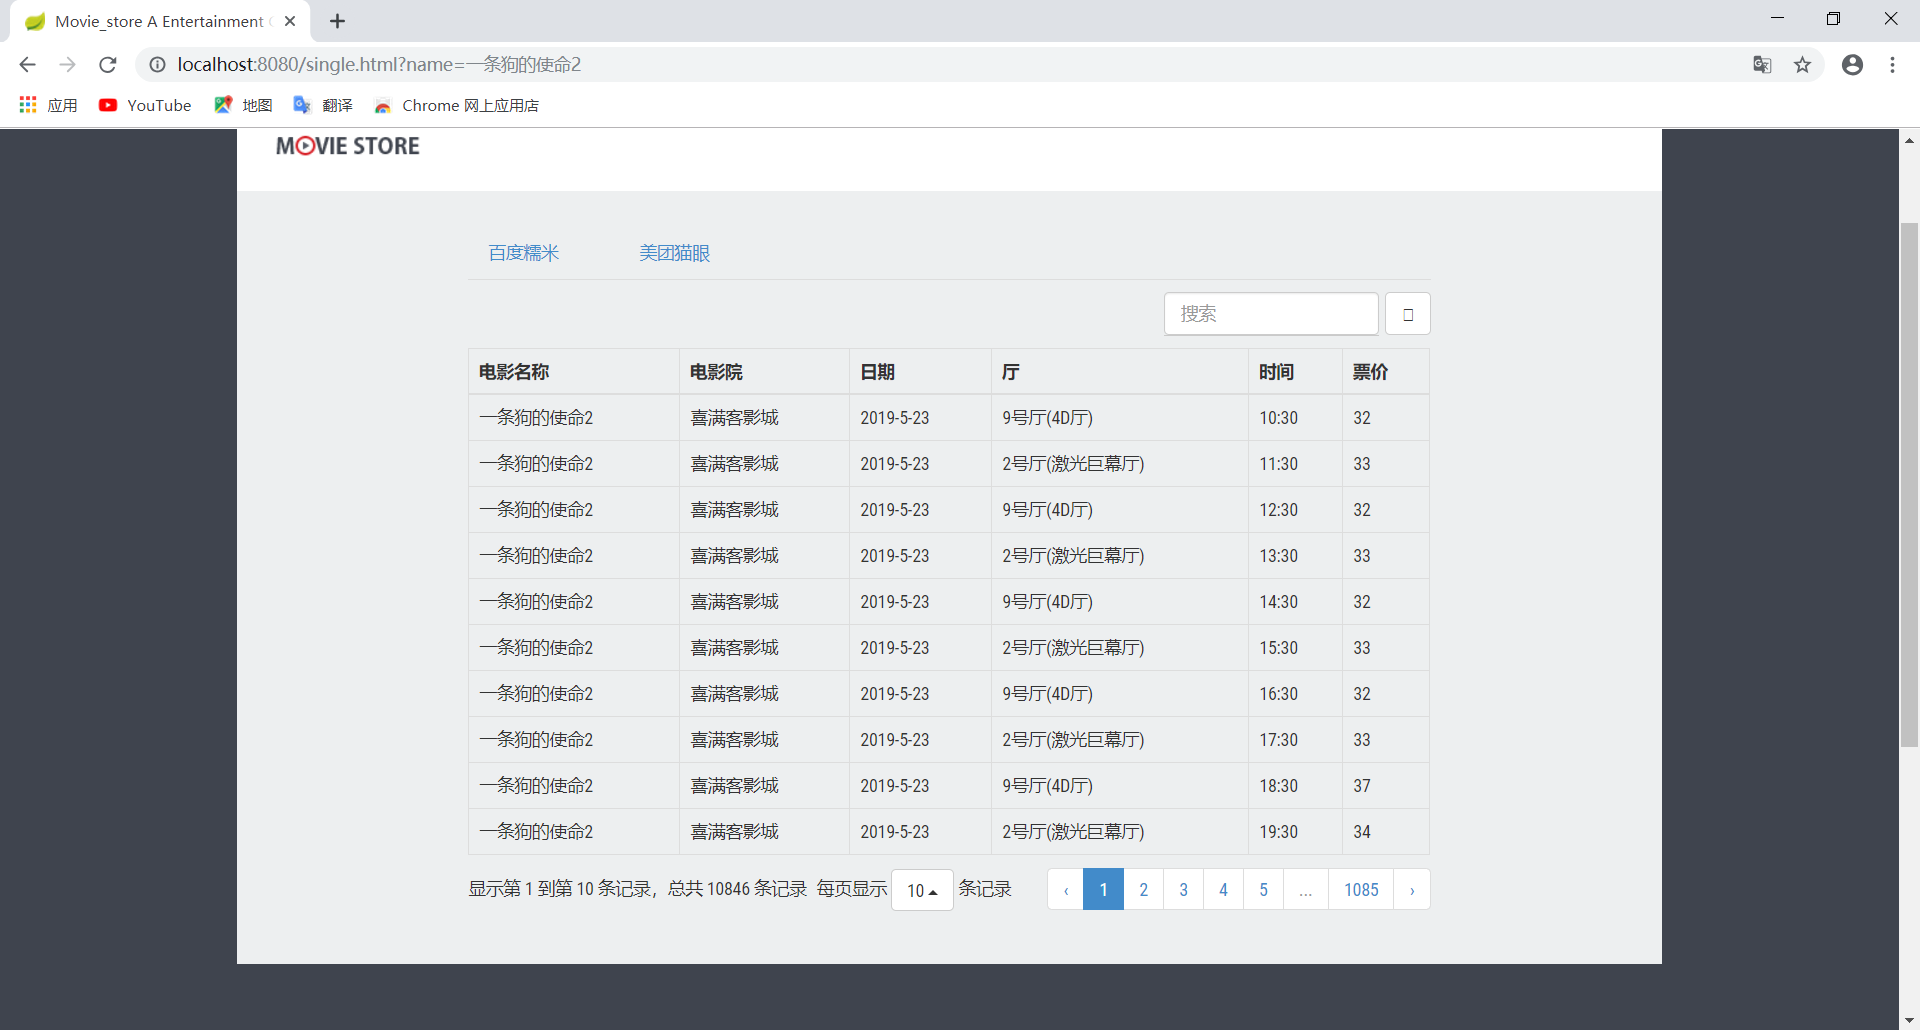 Movie_store A Entertainment
localhost:8080/single.html?name=一条狗的使命2
应用 YouTube 地图 翻译 Chrome 网上应用店
MOVIE STORE
百度糯米 美团猫眼
搜索
电影名称 电影院 日期 厅 时间 票价
一条狗的使命2 喜满客影城 2019-5-23 9号厅(4D厅) 10:30 32
一条狗的使命2 喜满客影城 2019-5-23 2号厅(激光巨幕厅) 11:30 33
一条狗的使命2 喜满客影城 2019-5-23 9号厅(4D厅) 12:30 32
一条狗的使命2 喜满客影城 2019-5-23 2号厅(激光巨幕厅) 13:30 33
一条狗的使命2 喜满客影城 2019-5-23 9号厅(4D厅) 14:30 32
一条狗的使命2 喜满客影城 2019-5-23 2号厅(激光巨幕厅) 15:30 33
一条狗的使命2 喜满客影城 2019-5-23 9号厅(4D厅) 16:30 32
一条狗的使命2 喜满客影城 2019-5-23 2号厅(激光巨幕厅) 17:30 33
一条狗的使命2 喜满客影城 2019-5-23 9号厅(4D厅) 18:30 37
一条狗的使命2 喜满客影城 2019-5-23 2号厅(激光巨幕厅) 19:30 34
显示第 1 到第 10 条记录，总共 10846 条记录 每页显示 10 条记录 ‹ 1 2 3 4 5 ... 1085 ›